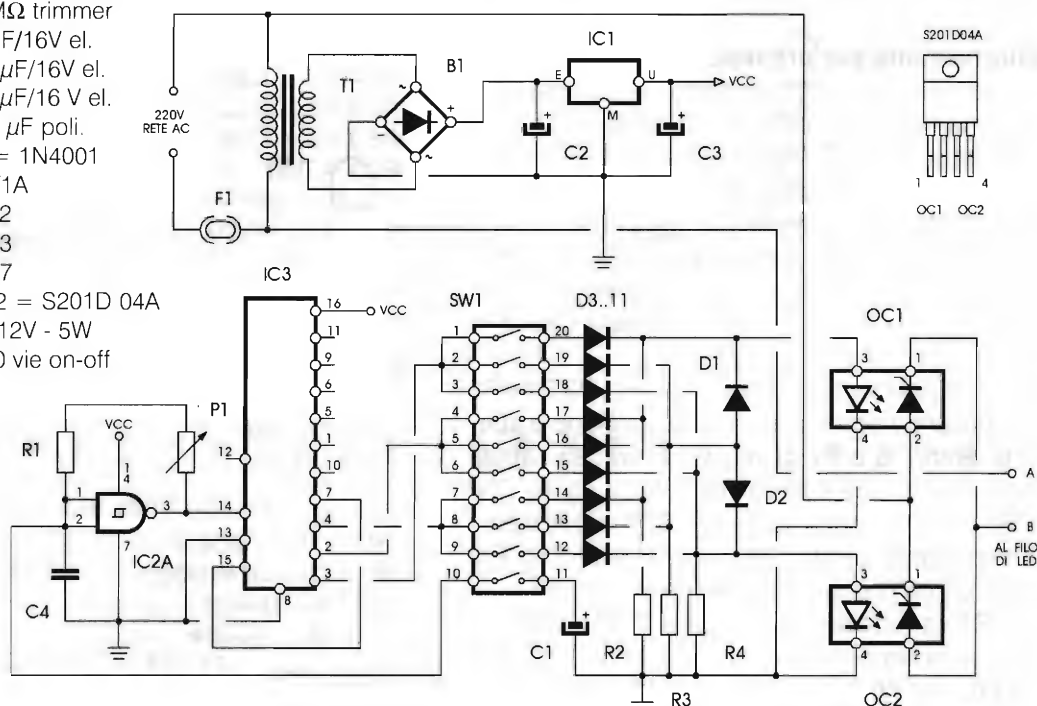 MΩ trimmer
F/16V el.
µF/16V el.
µF/16 V el.
µF poli.
= 1N4001
1A
2
3
7
2 = S201D 04A
12V - 5W
0 vie on-off
220V
RETE AC
F1
T1
B1
~
+
−
~
IC1
E
U
M
VCC
+
C2
+
C3
S201D04A
1
4
OC1
OC2
IC3
16
VCC
11
9
6
5
1
10
7
4
2
3
12
14
13
15
8
P1
R1
VCC
1
4
1
2
3
7
IC2A
C4
SW1
1
2
3
4
5
6
7
8
9
10
20
19
18
17
16
15
14
13
12
11
D3..11
D1
D2
+
C1
R2
R3
R4
OC1
3
1
4
2
A
B
AL FILO
DI LED
3
1
4
2
OC2